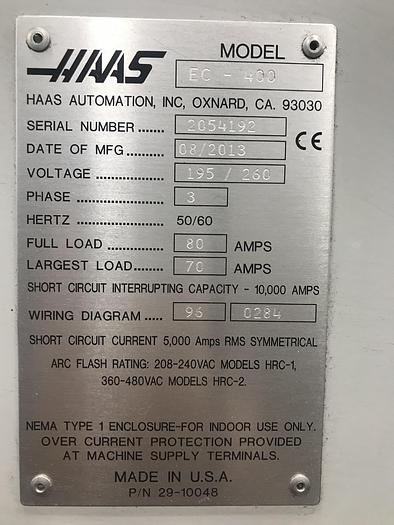 HAAS
MODEL
EC - 400
HAAS AUTOMATION, INC, OXNARD, CA. 93030
SERIAL NUMBER ....... 2054192
DATE OF MFG ........... 08/2013
CE
VOLTAGE .................. 195 / 260
PHASE ..................... 3
HERTZ 50/60
FULL LOAD .............. 80 AMPS
LARGEST LOAD........ 70 AMPS
SHORT CIRCUIT INTERRUPTING CAPACITY - 10,000 AMPS
WIRING DIAGRAM ..... 96 0284
SHORT CIRCUIT CURRENT 5,000 Amps RMS SYMMETRICAL
ARC FLASH RATING: 208-240VAC MODELS HRC-1,
360-480VAC MODELS HRC-2.
NEMA TYPE 1 ENCLOSURE-FOR INDOOR USE ONLY.
OVER CURRENT PROTECTION PROVIDED
AT MACHINE SUPPLY TERMINALS.
MADE IN U.S.A.
P/N 29-10048